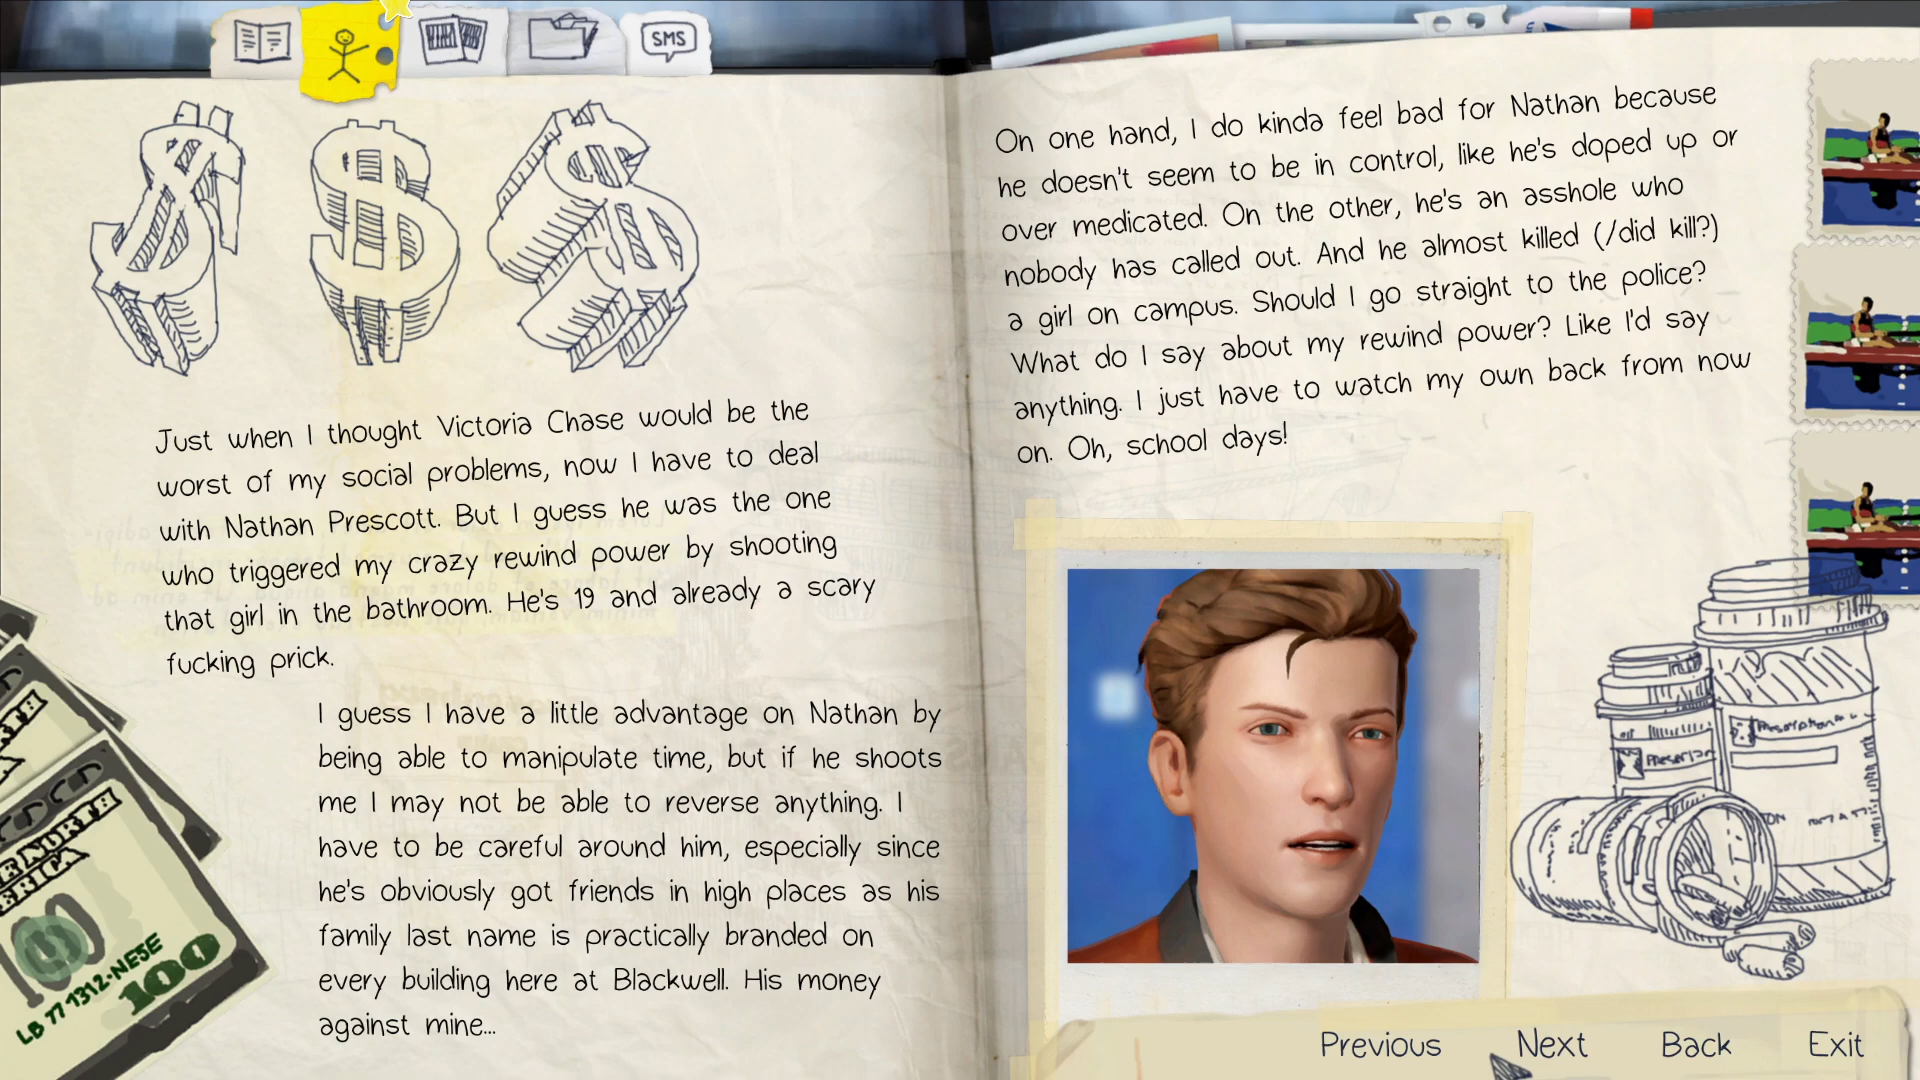 SMS
Just when I thought Victoria Chase would be the
worst of my social problems, now I have to deal
with Nathan Prescott. But I guess he was the one
who triggered my crazy rewind power by shooting
that girl in the bathroom. He's 19 and already a scary
fucking prick.
I guess I have a little advantage on Nathan by
being able to manipulate time, but if he shoots
me I may not be able to reverse anything. I
have to be careful around him, especially since
he's obviously got friends in high places as his
family last name is practically branded on
every building here at Blackwell. His money
against mine...
LB 77 1312-NESE
100
On one hand, I do kinda feel bad for Nathan because
he doesn't seem to be in control, like he's doped up or
over medicated. On the other, he's an asshole who
nobody has called out. And he almost killed (/did kill?)
a girl on campus. Should I go straight to the police?
What do I say about my rewind power? Like I'd say
anything. I just have to watch my own back from now
on. Oh, school days!
Previous
Next
Back
Exit